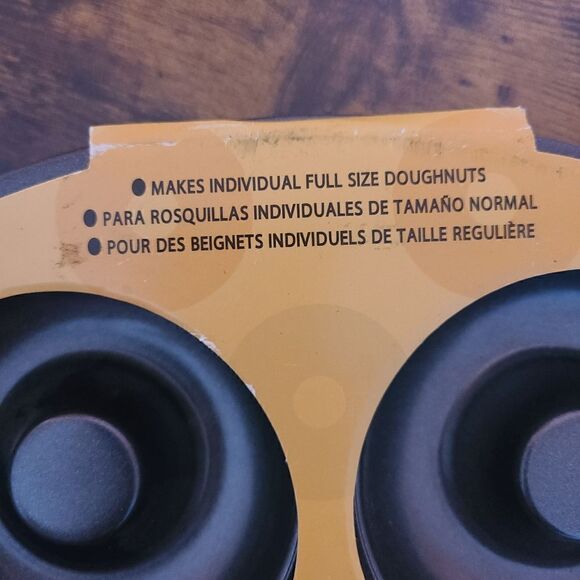 ● MAKES INDIVIDUAL FULL SIZE DOUGHNUTS
● PARA ROSQUILLAS INDIVIDUALES DE TAMAÑO NORMAL
● POUR DES BEIGNETS INDIVIDUELS DE TAILLE REGULIÈRE